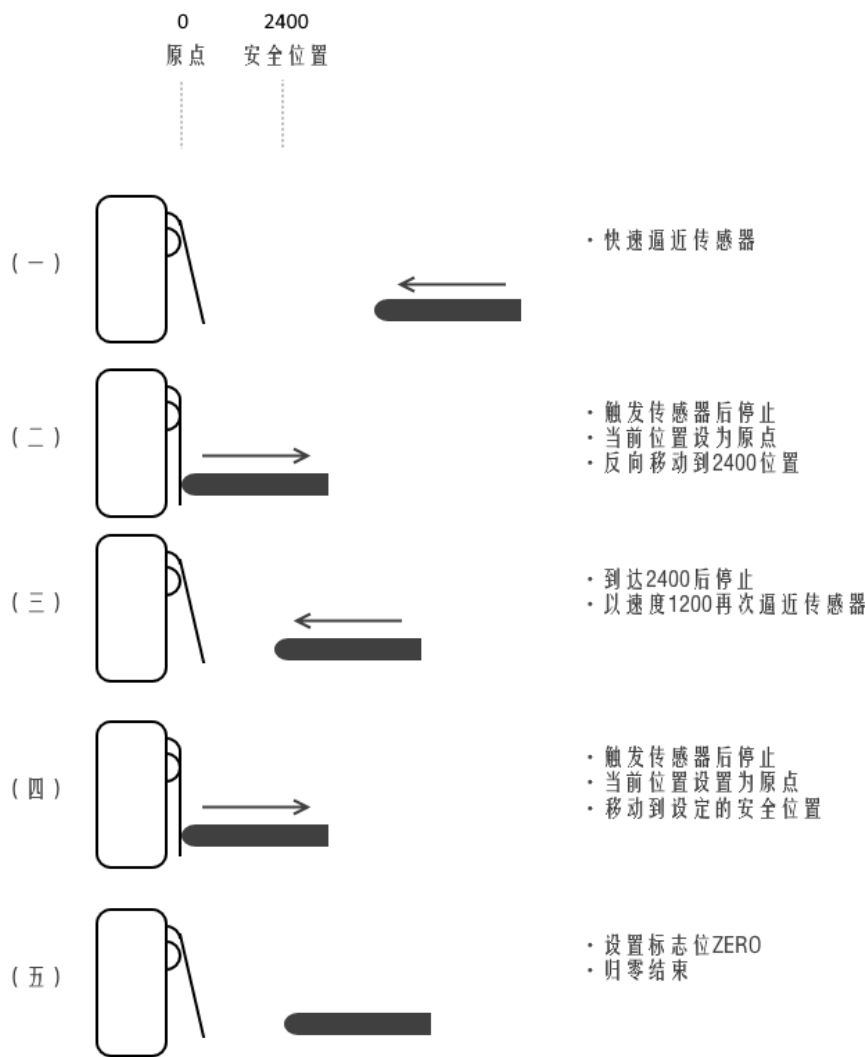 0 2400
原点 安全位置
(一)
·快速逼近传感器
(二)
·触发传感器后停止
·当前位置设为原点
·反向移动到2400位置
(三)
·到达2400后停止
·以速度1200再次逼近传感器
(四)
·触发传感器后停止
·当前位置设置为原点
·移动到设定的安全位置
(五)
·设置标志位ZERO
·归零结束